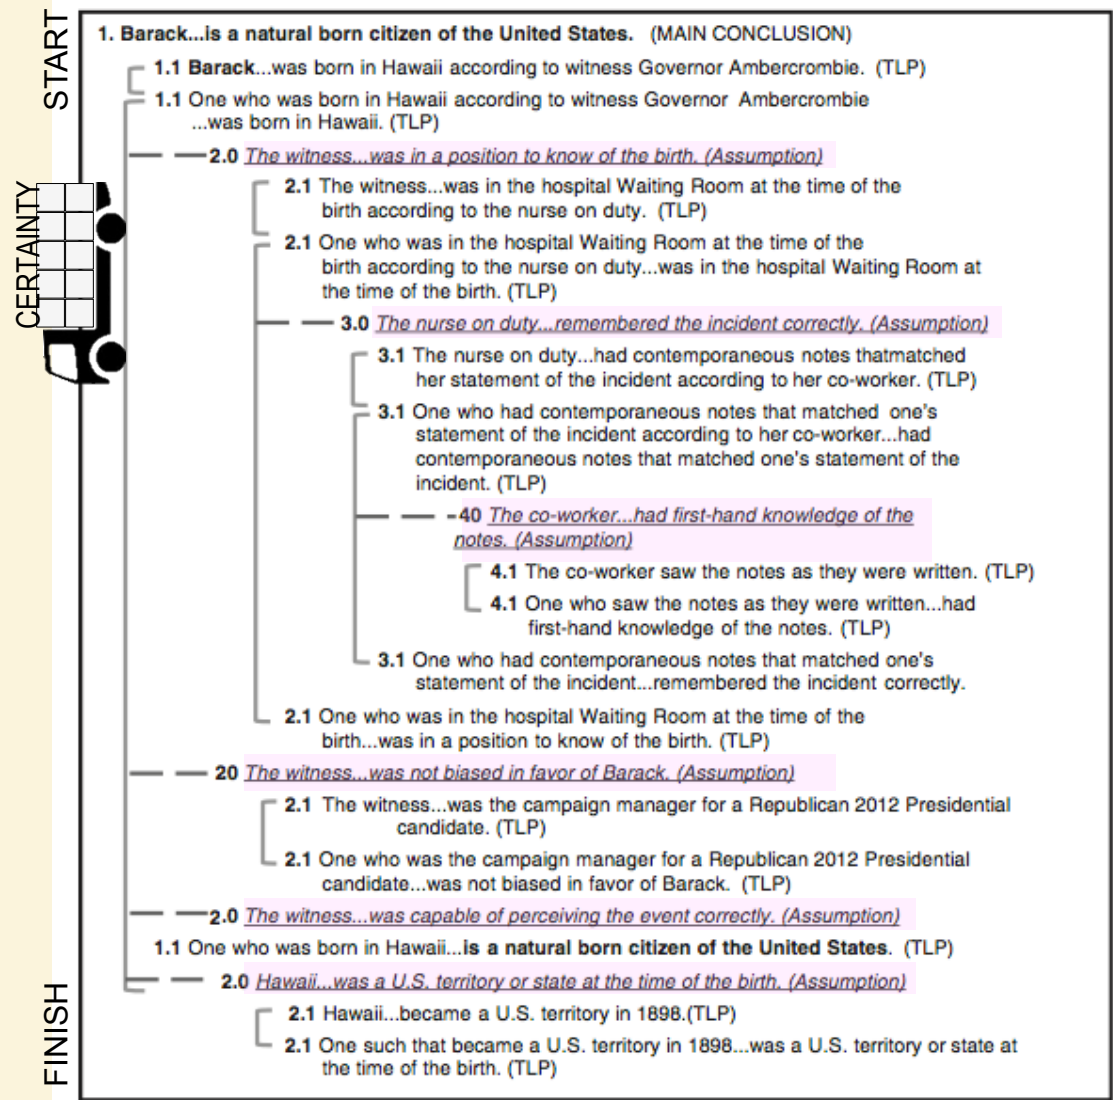 START
CERTAINTY
FINISH
1. Barack...is a natural born citizen of the United States. (MAIN CONCLUSION)
1.1 Barack...was born in Hawaii according to witness Governor Ambercrombie. (TLP)
1.1 One who was born in Hawaii according to witness Governor Ambercrombie
...was born in Hawaii. (TLP)
2.0 The witness...was in a position to know of the birth. (Assumption)
2.1 The witness...was in the hospital Waiting Room at the time of the
birth according to the nurse on duty. (TLP)
2.1 One who was in the hospital Waiting Room at the time of the
birth according to the nurse on duty...was in the hospital Waiting Room at
the time of the birth. (TLP)
3.0 The nurse on duty...remembered the incident correctly. (Assumption)
3.1 The nurse on duty...had contemporaneous notes thatmatched
her statement of the incident according to her co-worker. (TLP)
3.1 One who had contemporaneous notes that matched one's
statement of the incident according to her co-worker...had
contemporaneous notes that matched one's statement of the
incident. (TLP)
40 The co-worker...had first-hand knowledge of the
notes. (Assumption)
4.1 The co-worker saw the notes as they were written. (TLP)
4.1 One who saw the notes as they were written...had
first-hand knowledge of the notes. (TLP)
3.1 One who had contemporaneous notes that matched one's
statement of the incident...remembered the incident correctly.
2.1 One who was in the hospital Waiting Room at the time of the
birth...was in a position to know of the birth. (TLP)
20 The witness...was not biased in favor of Barack. (Assumption)
2.1 The witness...was the campaign manager for a Republican 2012 Presidential
candidate. (TLP)
2.1 One who was the campaign manager for a Republican 2012 Presidential
candidate...was not biased in favor of Barack. (TLP)
2.0 The witness...was capable of perceiving the event correctly. (Assumption)
1.1 One who was born in Hawaii...is a natural born citizen of the United States. (TLP)
2.0 Hawaii...was a U.S. territory or state at the time of the birth. (Assumption)
2.1 Hawaii...became a U.S. territory in 1898.(TLP)
2.1 One such that became a U.S. territory in 1898...was a U.S. territory or state at
the time of the birth. (TLP)